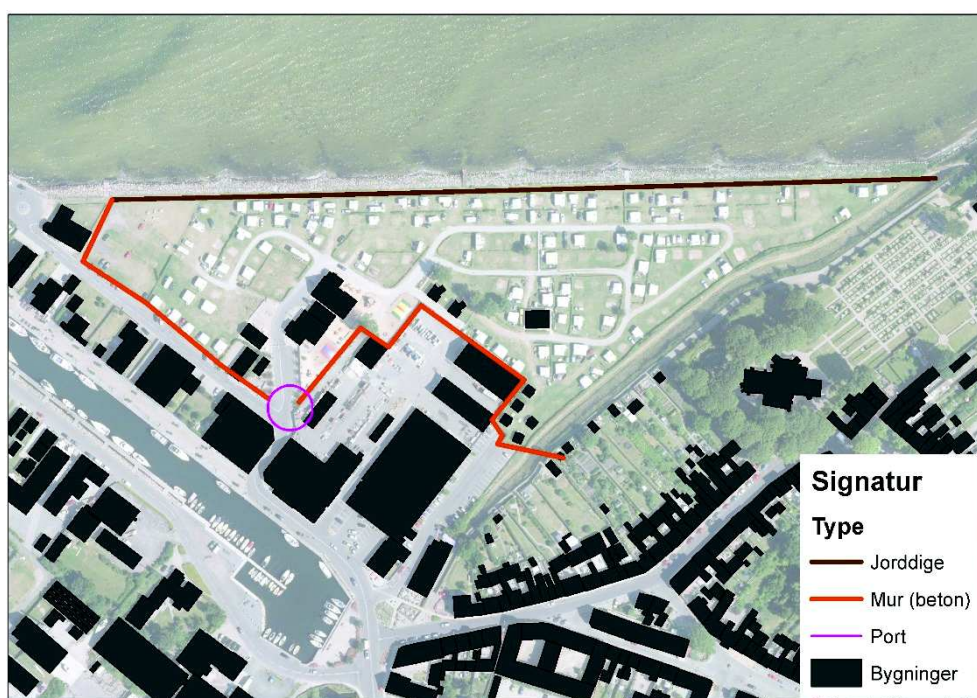 Signatur
Type
Jorddige
Mur (beton)
Port
Bygninger